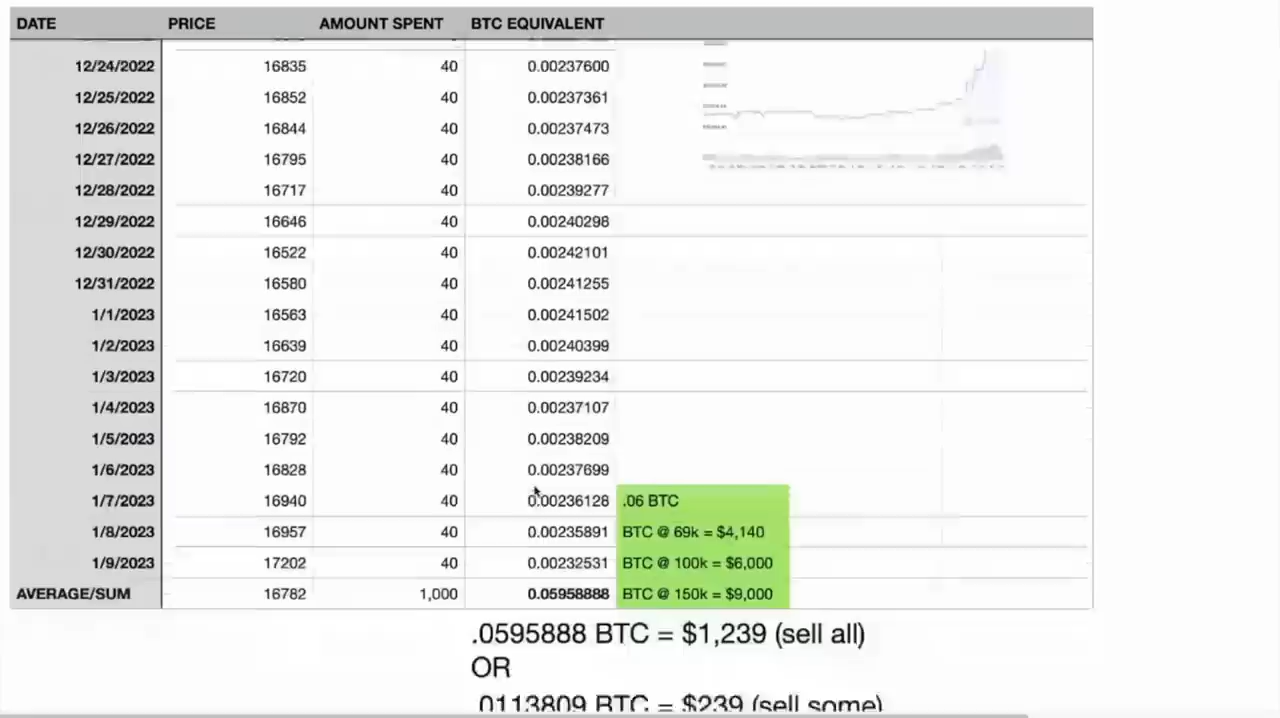 DATE PRICE AMOUNT SPENT BTC EQUIVALENT
12/24/2022 16835 40 0.00237600
12/25/2022 16852 40 0.00237361
12/26/2022 16844 40 0.00237473
12/27/2022 16795 40 0.00238166
12/28/2022 16717 40 0.00239277
12/29/2022 16646 40 0.00240298
12/30/2022 16522 40 0.00242101
12/31/2022 16580 40 0.00241255
1/1/2023 16563 40 0.00241502
1/2/2023 16639 40 0.00240399
1/3/2023 16720 40 0.00239234
1/4/2023 16870 40 0.00237107
1/5/2023 16792 40 0.00238209
1/6/2023 16828 40 0.00237699
1/7/2023 16940 40 0.00236128 .06 BTC
1/8/2023 16957 40 0.00235891 BTC @ 69k = $4,140
1/9/2023 17202 40 0.00232531 BTC @ 100k = $6,000
AVERAGE/SUM 16782 1,000 0.05958888 BTC @ 150k = $9,000
.0595888 BTC = $1,239 (sell all)
OR
.0113809 BTC = $239 (sell some)